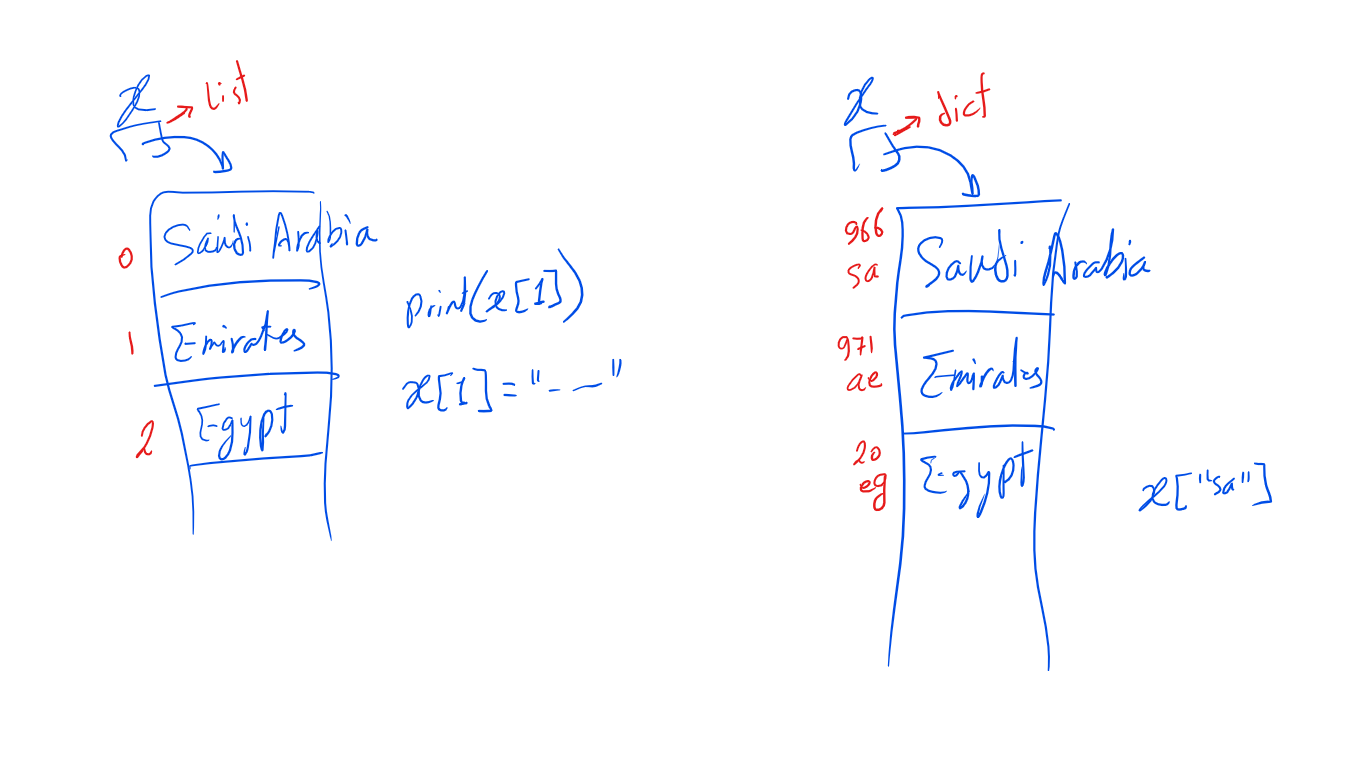 x → list
0 Saudi Arabia
1 Emirates
2 Egypt
print(x[1])
x[1] = "- —"
x → dict
966
sa Saudi Arabia
971
ae Emirates
20
eg Egypt
x["sa"]